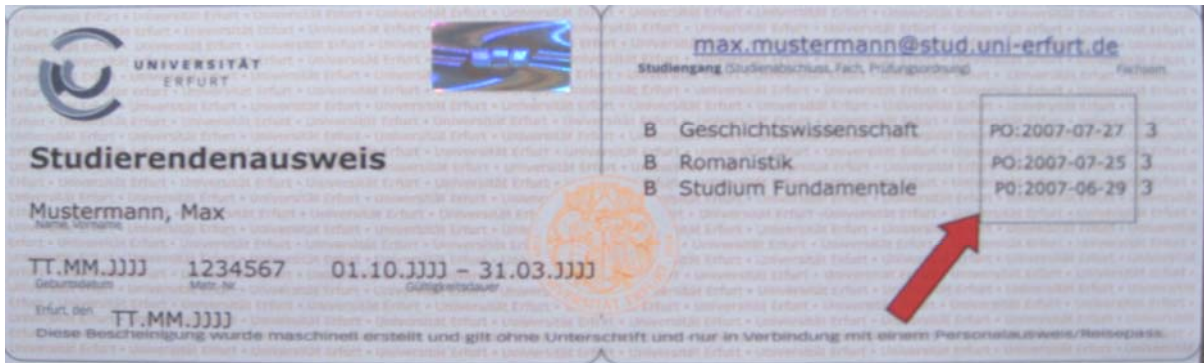 UNIVERSITÄT
ERFURT
Studierendenausweis
Mustermann, Max
Name, Vorname
TT.MM.JJJJ 1234567 01.10.JJJJ – 31.03.JJJJ
Geburtsdatum Matr.-Nr. Gültigkeitsdauer
Erfurt, den TT.MM.JJJJ
max.mustermann@stud.uni-erfurt.de
Studiengang (Studienabschluss, Fach, Prüfungsordnung) Fachsem.
B Geschichtswissenschaft PO:2007-07-27 3
B Romanistik PO:2007-07-25 3
B Studium Fundamentale P0:2007-06-29 3
Diese Bescheinigung wurde maschinell erstellt und gilt ohne Unterschrift und nur in Verbindung mit einem Personalausweis/Reisepass.